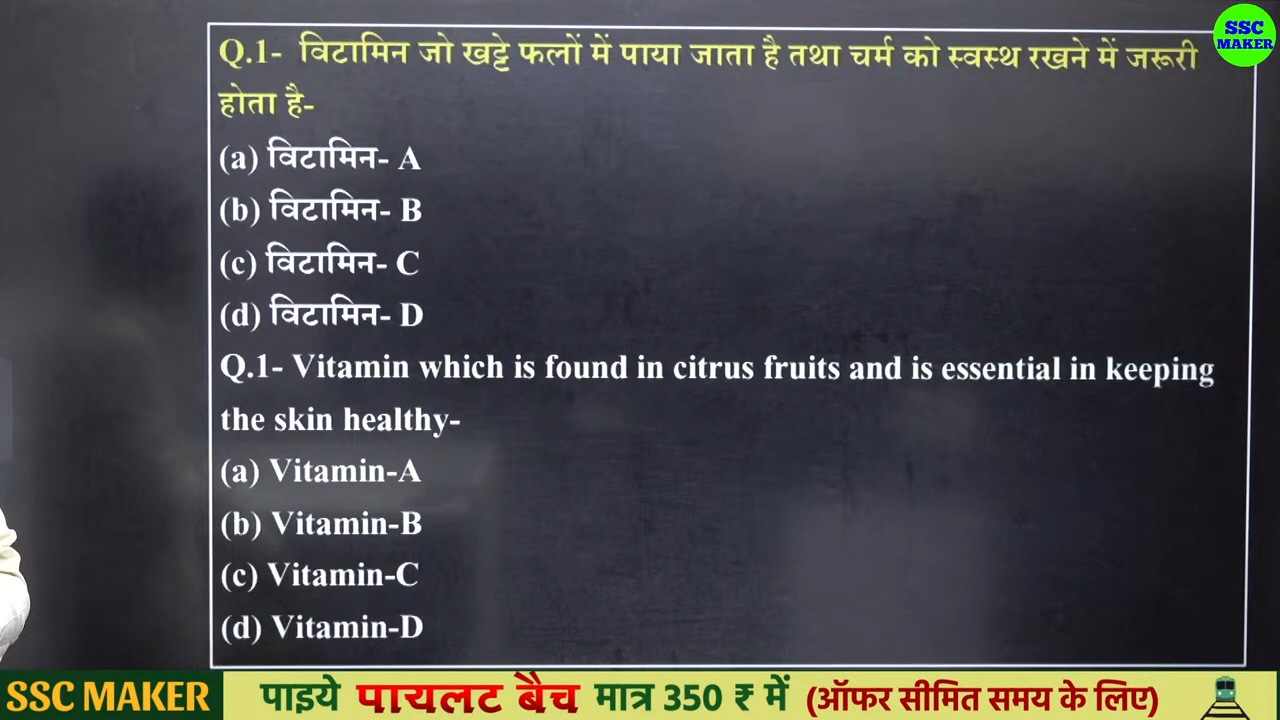 SSC
MAKER
Q.1- विटामिन जो खट्टे फलों में पाया जाता है तथा चर्म को स्वस्थ रखने में जरूरी
होता है-
(a) विटामिन- A
(b) विटामिन- B
(c) विटामिन- C
(d) विटामिन- D
Q.1- Vitamin which is found in citrus fruits and is essential in keeping
the skin healthy-
(a) Vitamin-A
(b) Vitamin-B
(c) Vitamin-C
(d) Vitamin-D
SSC MAKER पाइये पायलट बैच मात्र 350 ₹ में (ऑफर सीमित समय के लिए)